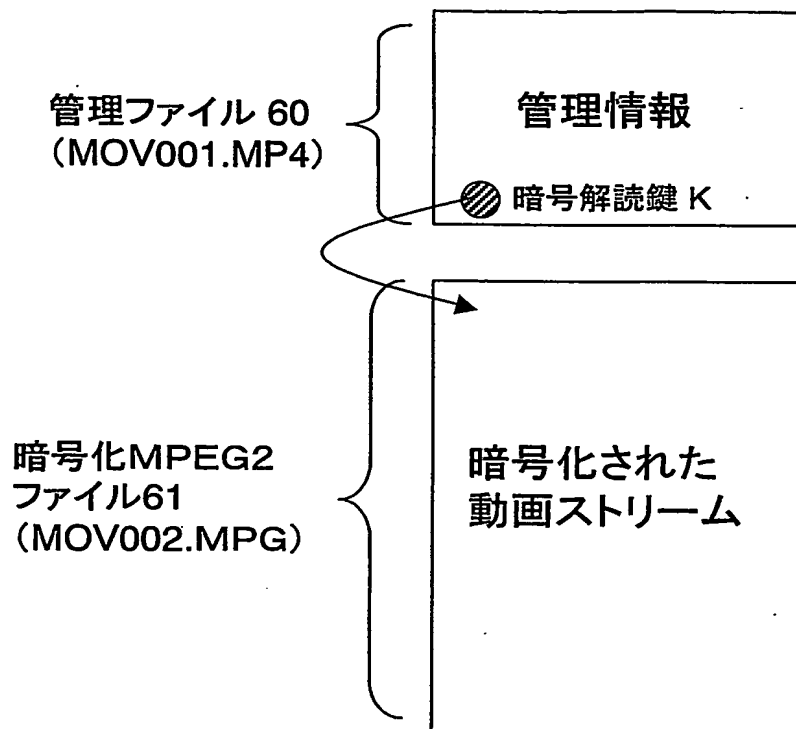 管理ファイル 60
（MOV001.MP4）
管理情報
暗号解読鍵 K
暗号化MPEG2
ファイル61
（MOV002.MPG）
暗号化された
動画ストリーム